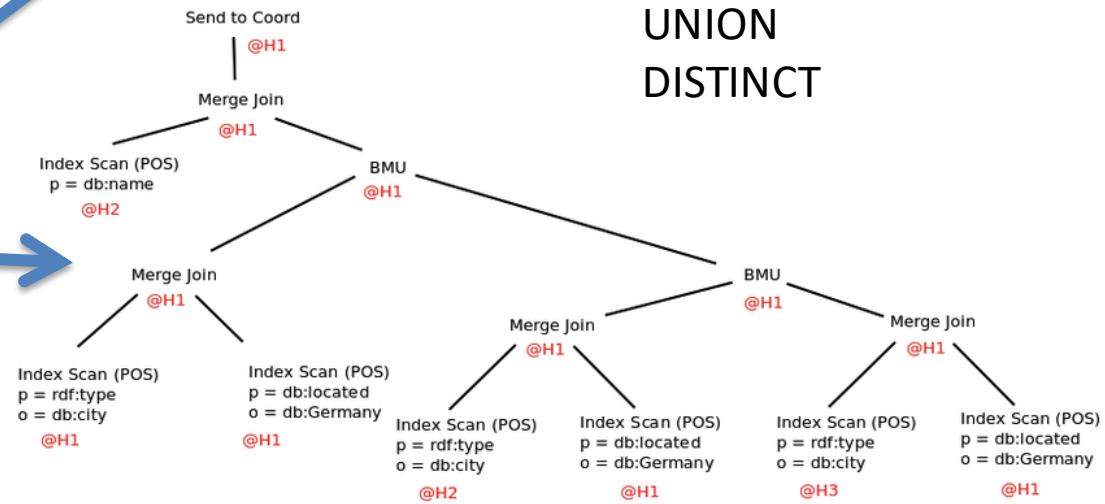 Send to Coord
@H1
UNION
DISTINCT
Merge Join
@H1
Index Scan (POS)
p = db:name
@H2
BMU
@H1
Merge Join
@H1
BMU
@H1
Index Scan (POS)
p = rdf:type
o = db:city
@H1
Index Scan (POS)
p = db:located
o = db:Germany
@H1
Merge Join
@H1
Merge Join
@H1
Index Scan (POS)
p = rdf:type
o = db:city
@H2
Index Scan (POS)
p = db:located
o = db:Germany
@H1
Index Scan (POS)
p = rdf:type
o = db:city
@H3
Index Scan (POS)
p = db:located
o = db:Germany
@H1